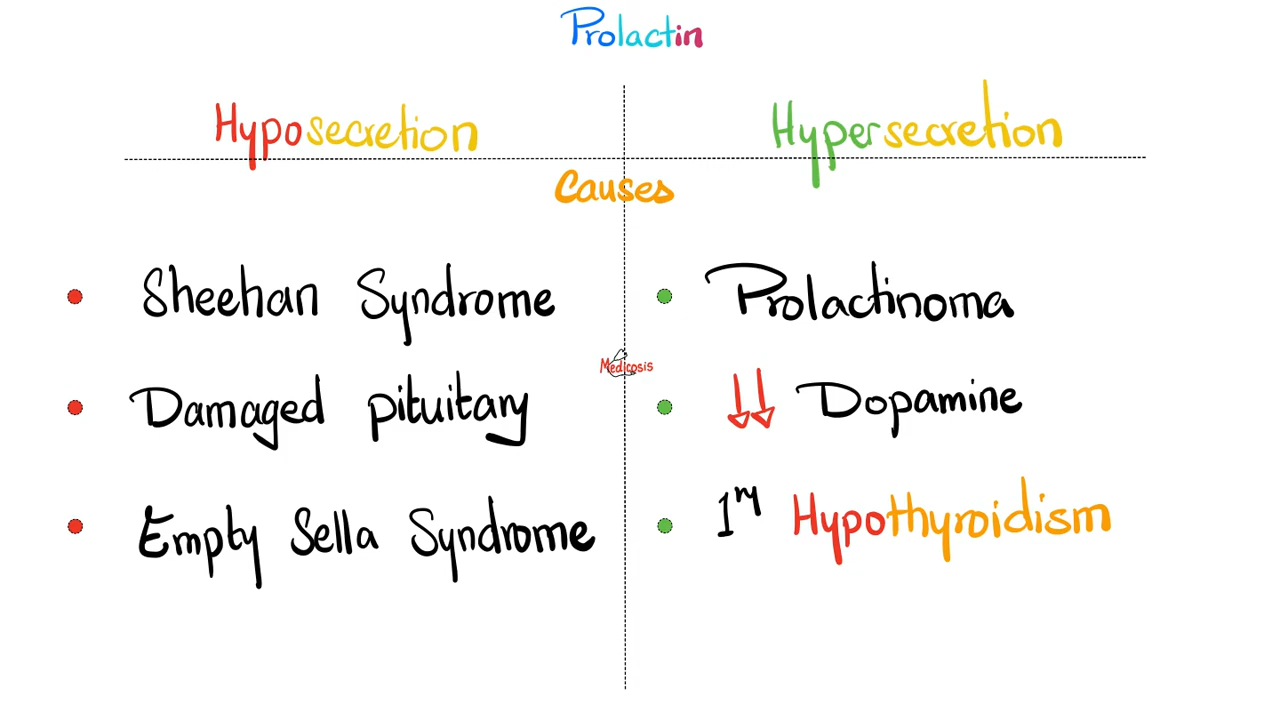 Prolactin
Hyposecretion
Hypersecretion
Causes
Sheehan Syndrome
Prolactinoma
Medicosis
Damaged pituitary
↓↓ Dopamine
Empty Sella Syndrome
1ry Hypothyroidism